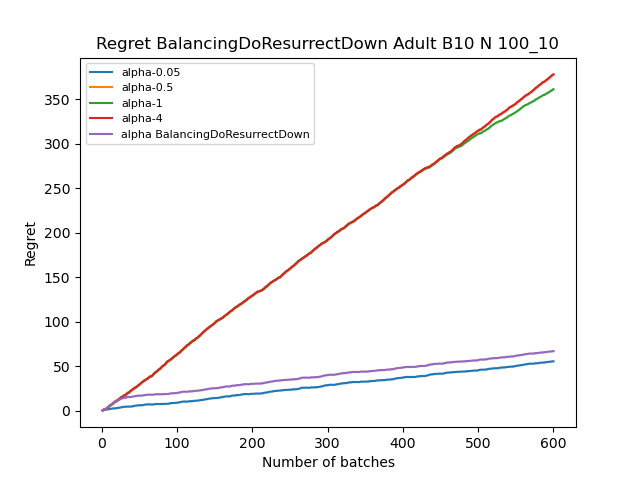 Regret BalancingDoResurrectDown Adult B10 N 100_10
alpha-0.05
alpha-0.5
alpha-1
alpha-4
alpha BalancingDoResurrectDown
350
300
250
200
150
100
50
0
Regret
0 100 200 300 400 500 600
Number of batches